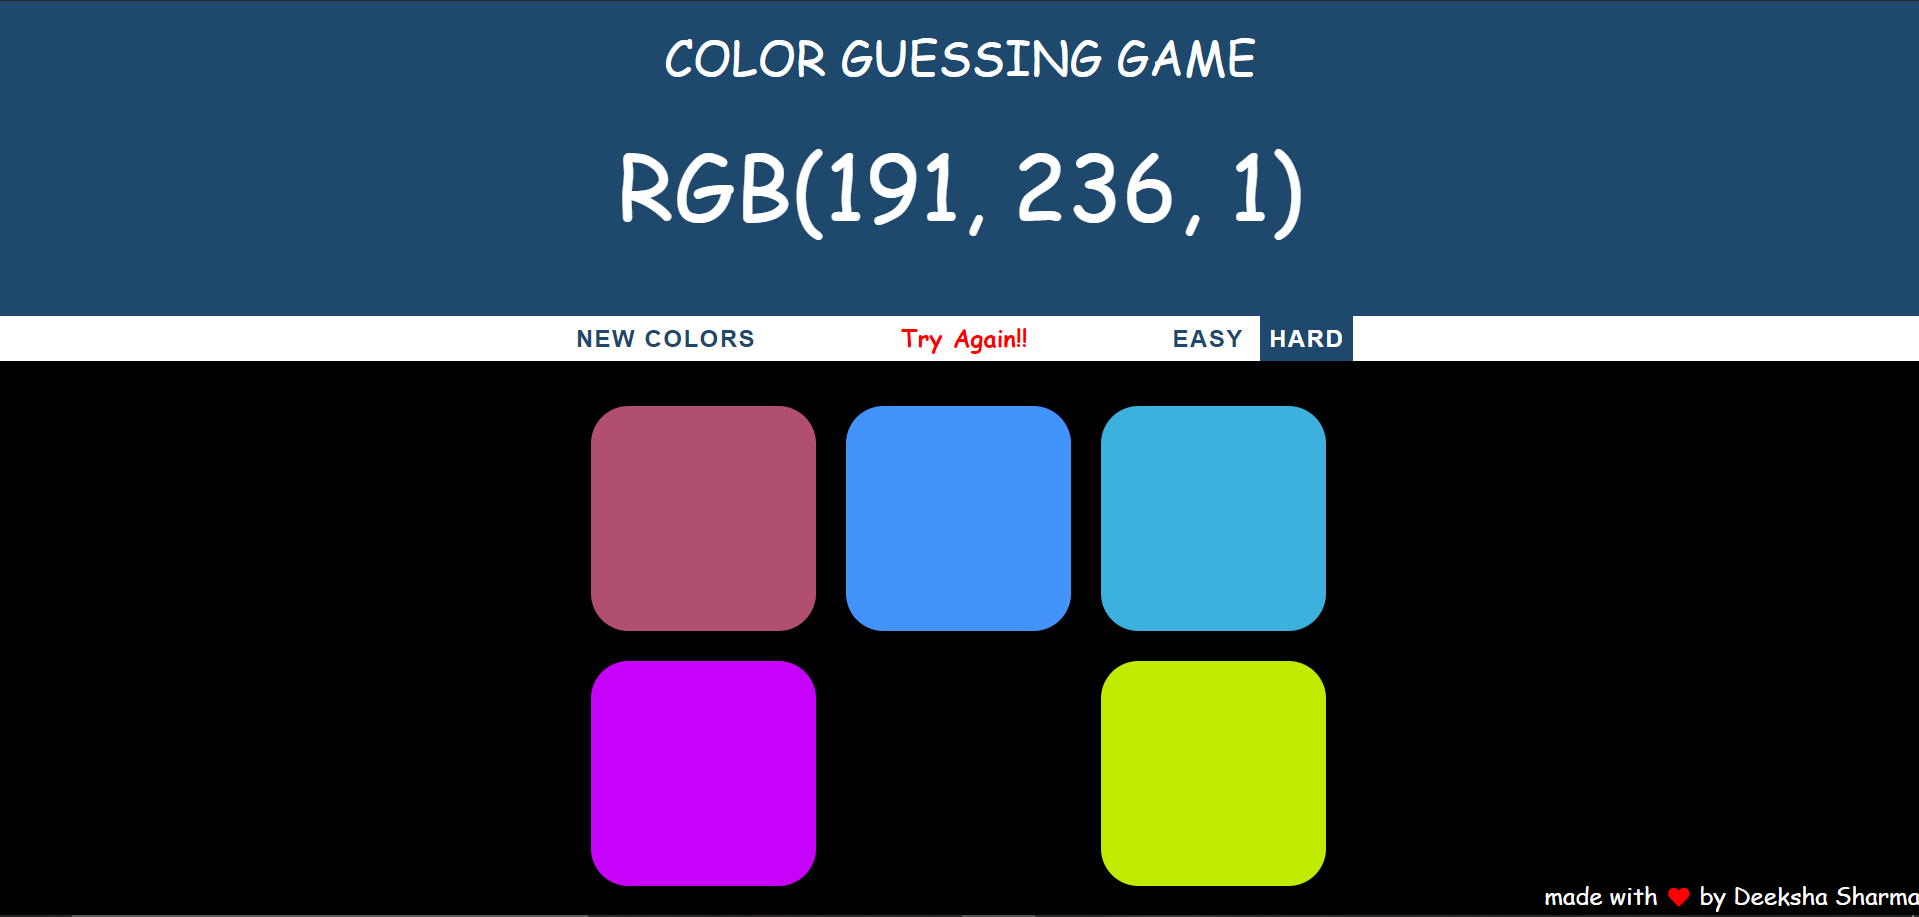 COLOR GUESSING GAME
RGB(191, 236, 1)
NEW COLORS Try Again!! EASY HARD
made with ❤ by Deeksha Sharma